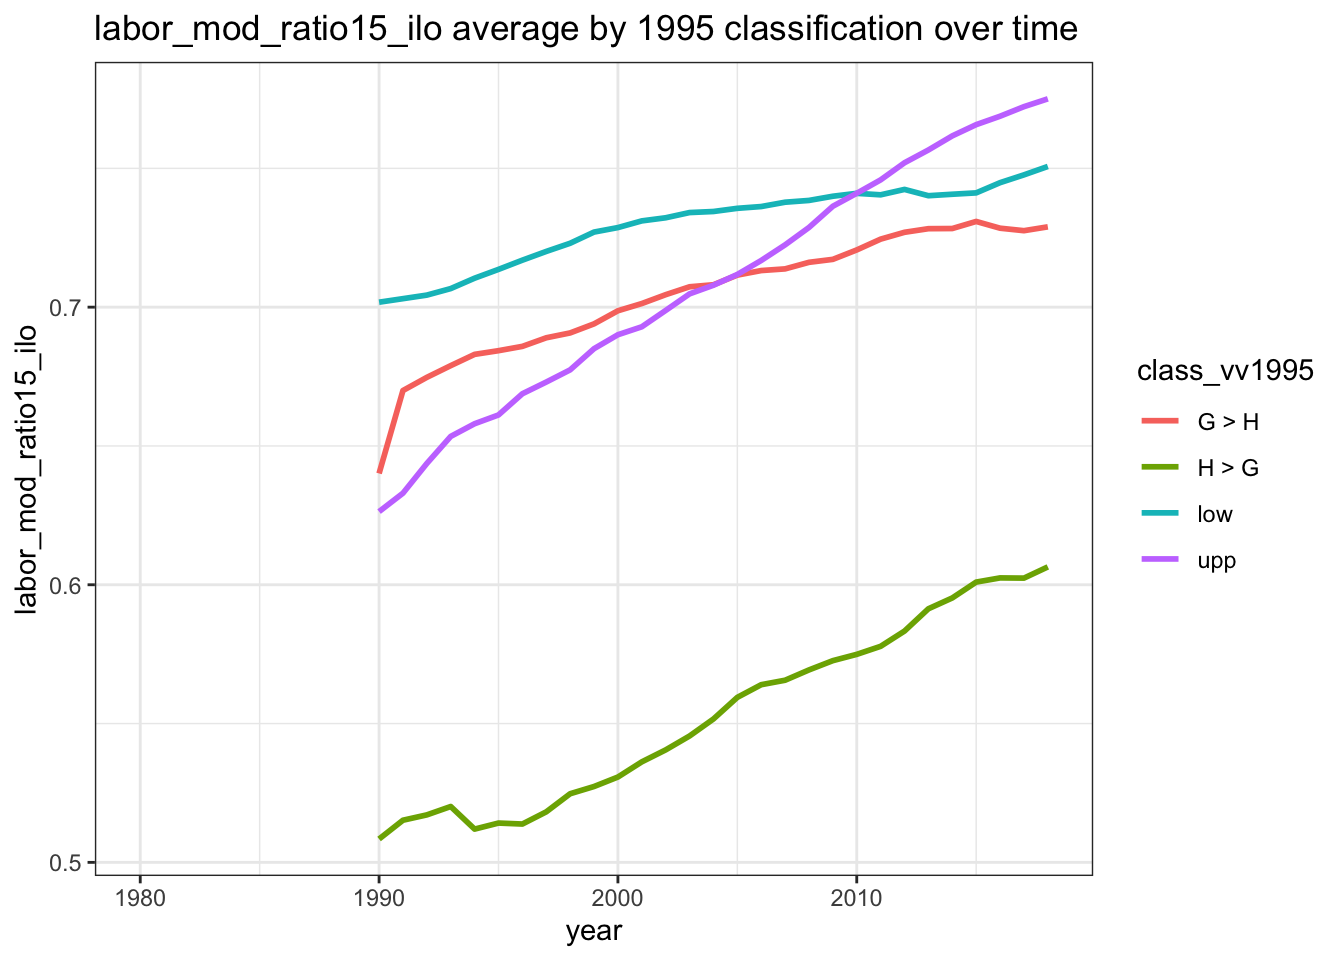 labor_mod_ratio15_ilo average by 1995 classification over time
labor_mod_ratio15_ilo
0.7
0.6
0.5
1980
1990
2000
2010
year
class_vv1995
G > H
H > G
low
upp